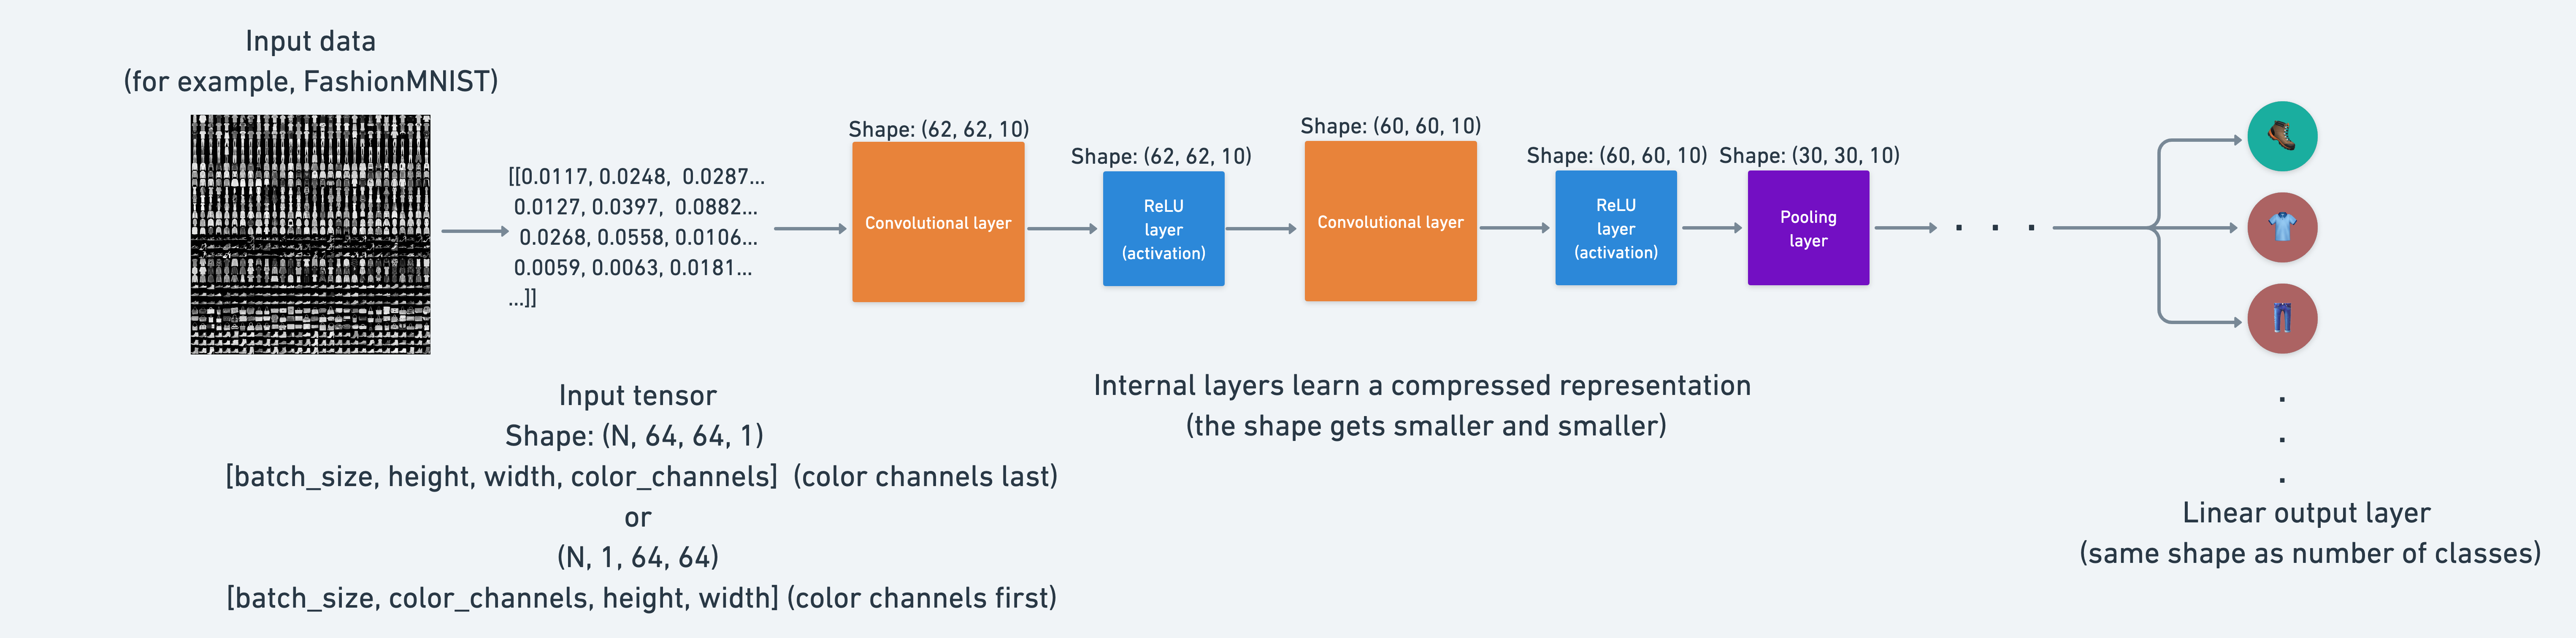 Input data
(for example, FashionMNIST)
[[0.0117, 0.0248, 0.0287...
0.0127, 0.0397, 0.0882...
0.0268, 0.0558, 0.0106...
0.0059, 0.0063, 0.0181...
...]]
Input tensor
Shape: (N, 64, 64, 1)
[batch_size, height, width, color_channels] (color channels last)
or
(N, 1, 64, 64)
[batch_size, color_channels, height, width] (color channels first)
Shape: (62, 62, 10)
Convolutional layer
Shape: (62, 62, 10)
ReLU
layer
(activation)
Shape: (60, 60, 10)
Convolutional layer
Shape: (60, 60, 10)
ReLU
layer
(activation)
Shape: (30, 30, 10)
Pooling
layer
Internal layers learn a compressed representation
(the shape gets smaller and smaller)
. . .
.
.
.
Linear output layer
(same shape as number of classes)